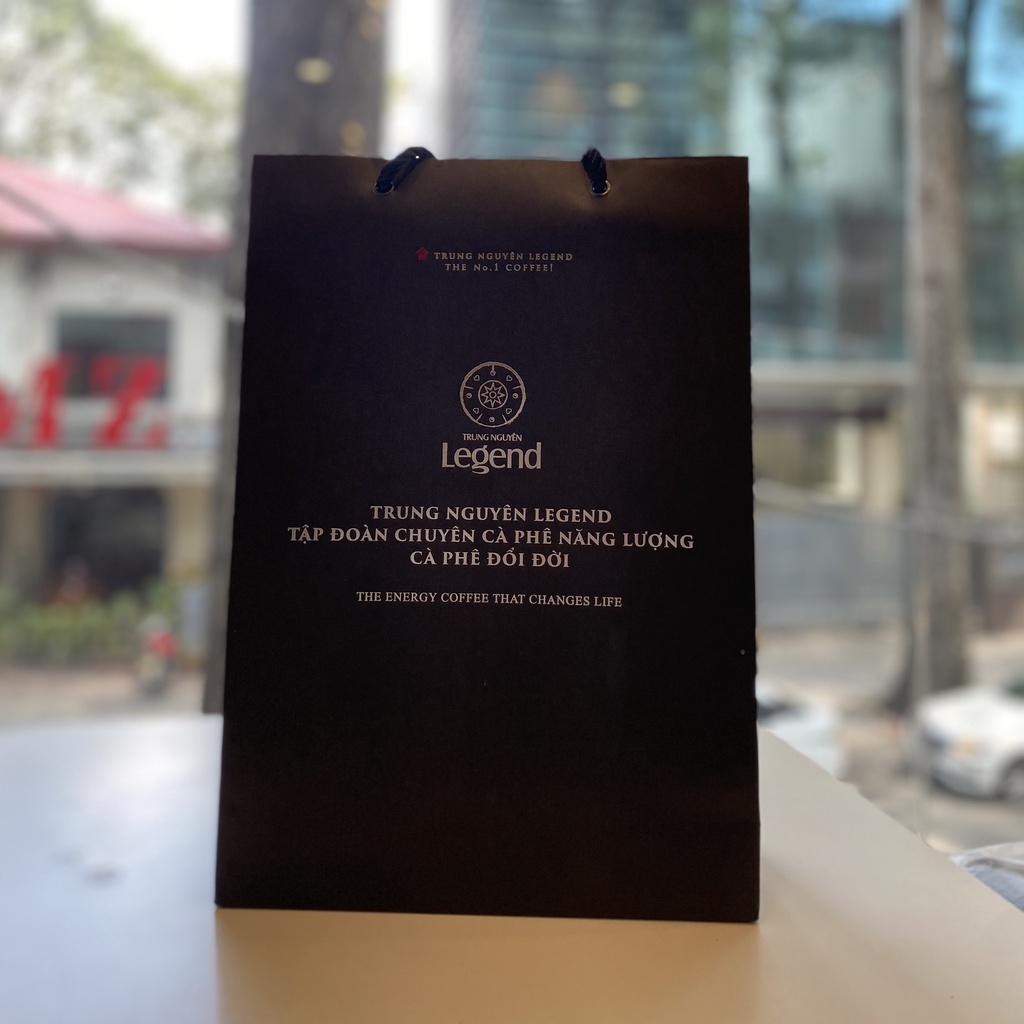 TRUNG NGUYÊN LEGEND
THE No.1 COFFEE!
TRUNG NGUYÊN
Legend
TRUNG NGUYÊN LEGEND
TẬP ĐOÀN CHUYÊN CÀ PHÊ NĂNG LƯỢNG
CÀ PHÊ ĐỔI ĐỜI
THE ENERGY COFFEE THAT CHANGES LIFE